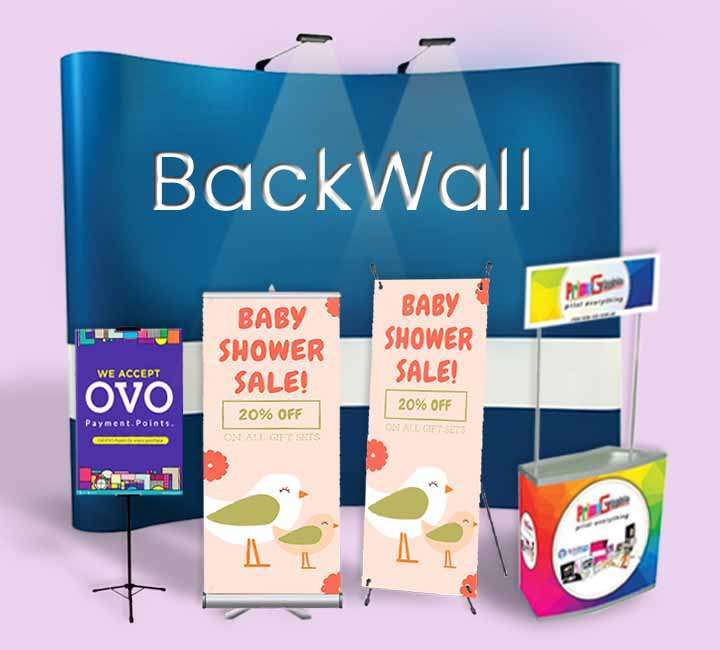 BackWall
WE ACCEPT
OVO
Payment.Points.
BABY
SHOWER
SALE!
20% OFF
ON ALL GIFT SETS
BABY
SHOWER
SALE!
20% OFF
ON ALL GIFT SETS
print everything
print everything